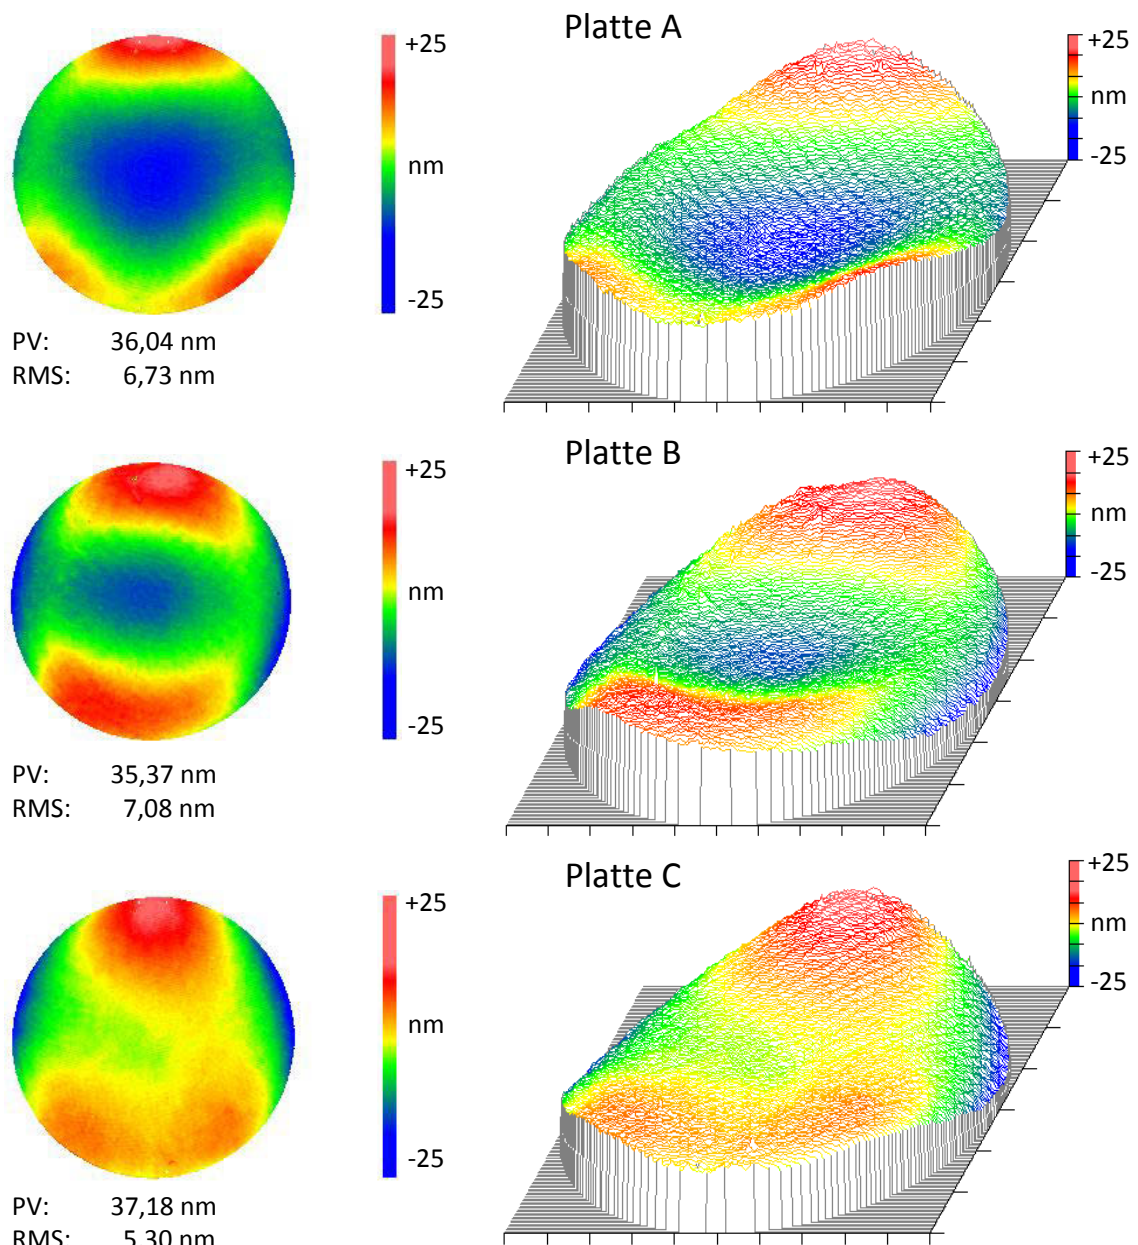 Platte A
+25
nm
-25
+25
nm
-25
PV: 36,04 nm
RMS: 6,73 nm
Platte B
+25
nm
-25
+25
nm
-25
PV: 35,37 nm
RMS: 7,08 nm
Platte C
+25
nm
-25
+25
nm
-25
PV: 37,18 nm
RMS: 5,30 nm